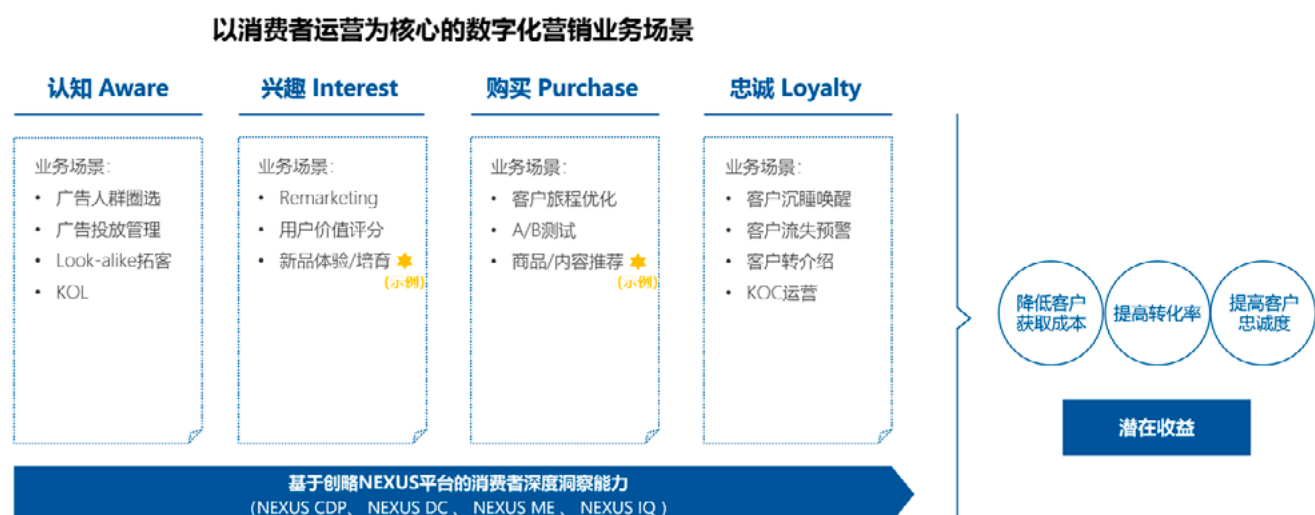 以消费者运营为核心的数字化营销业务场景
认知 Aware
业务场景:
• 广告人群圈选
• 广告投放管理
• Look-alike拓客
• KOL
兴趣 Interest
业务场景:
• Remarketing
• 用户价值评分
• 新品体验/培育
(示例)
购买 Purchase
业务场景:
• 客户旅程优化
• A/B测试
• 商品/内容推荐
(示例)
忠诚 Loyalty
业务场景:
• 客户沉睡唤醒
• 客户流失预警
• 客户转介绍
• KOC运营
基于创略NEXUS平台的消费者深度洞察能力
(NEXUS CDP、 NEXUS DC 、 NEXUS ME 、 NEXUS IQ )
降低客户
获取成本
提高转化率
提高客户
忠诚度
潜在收益